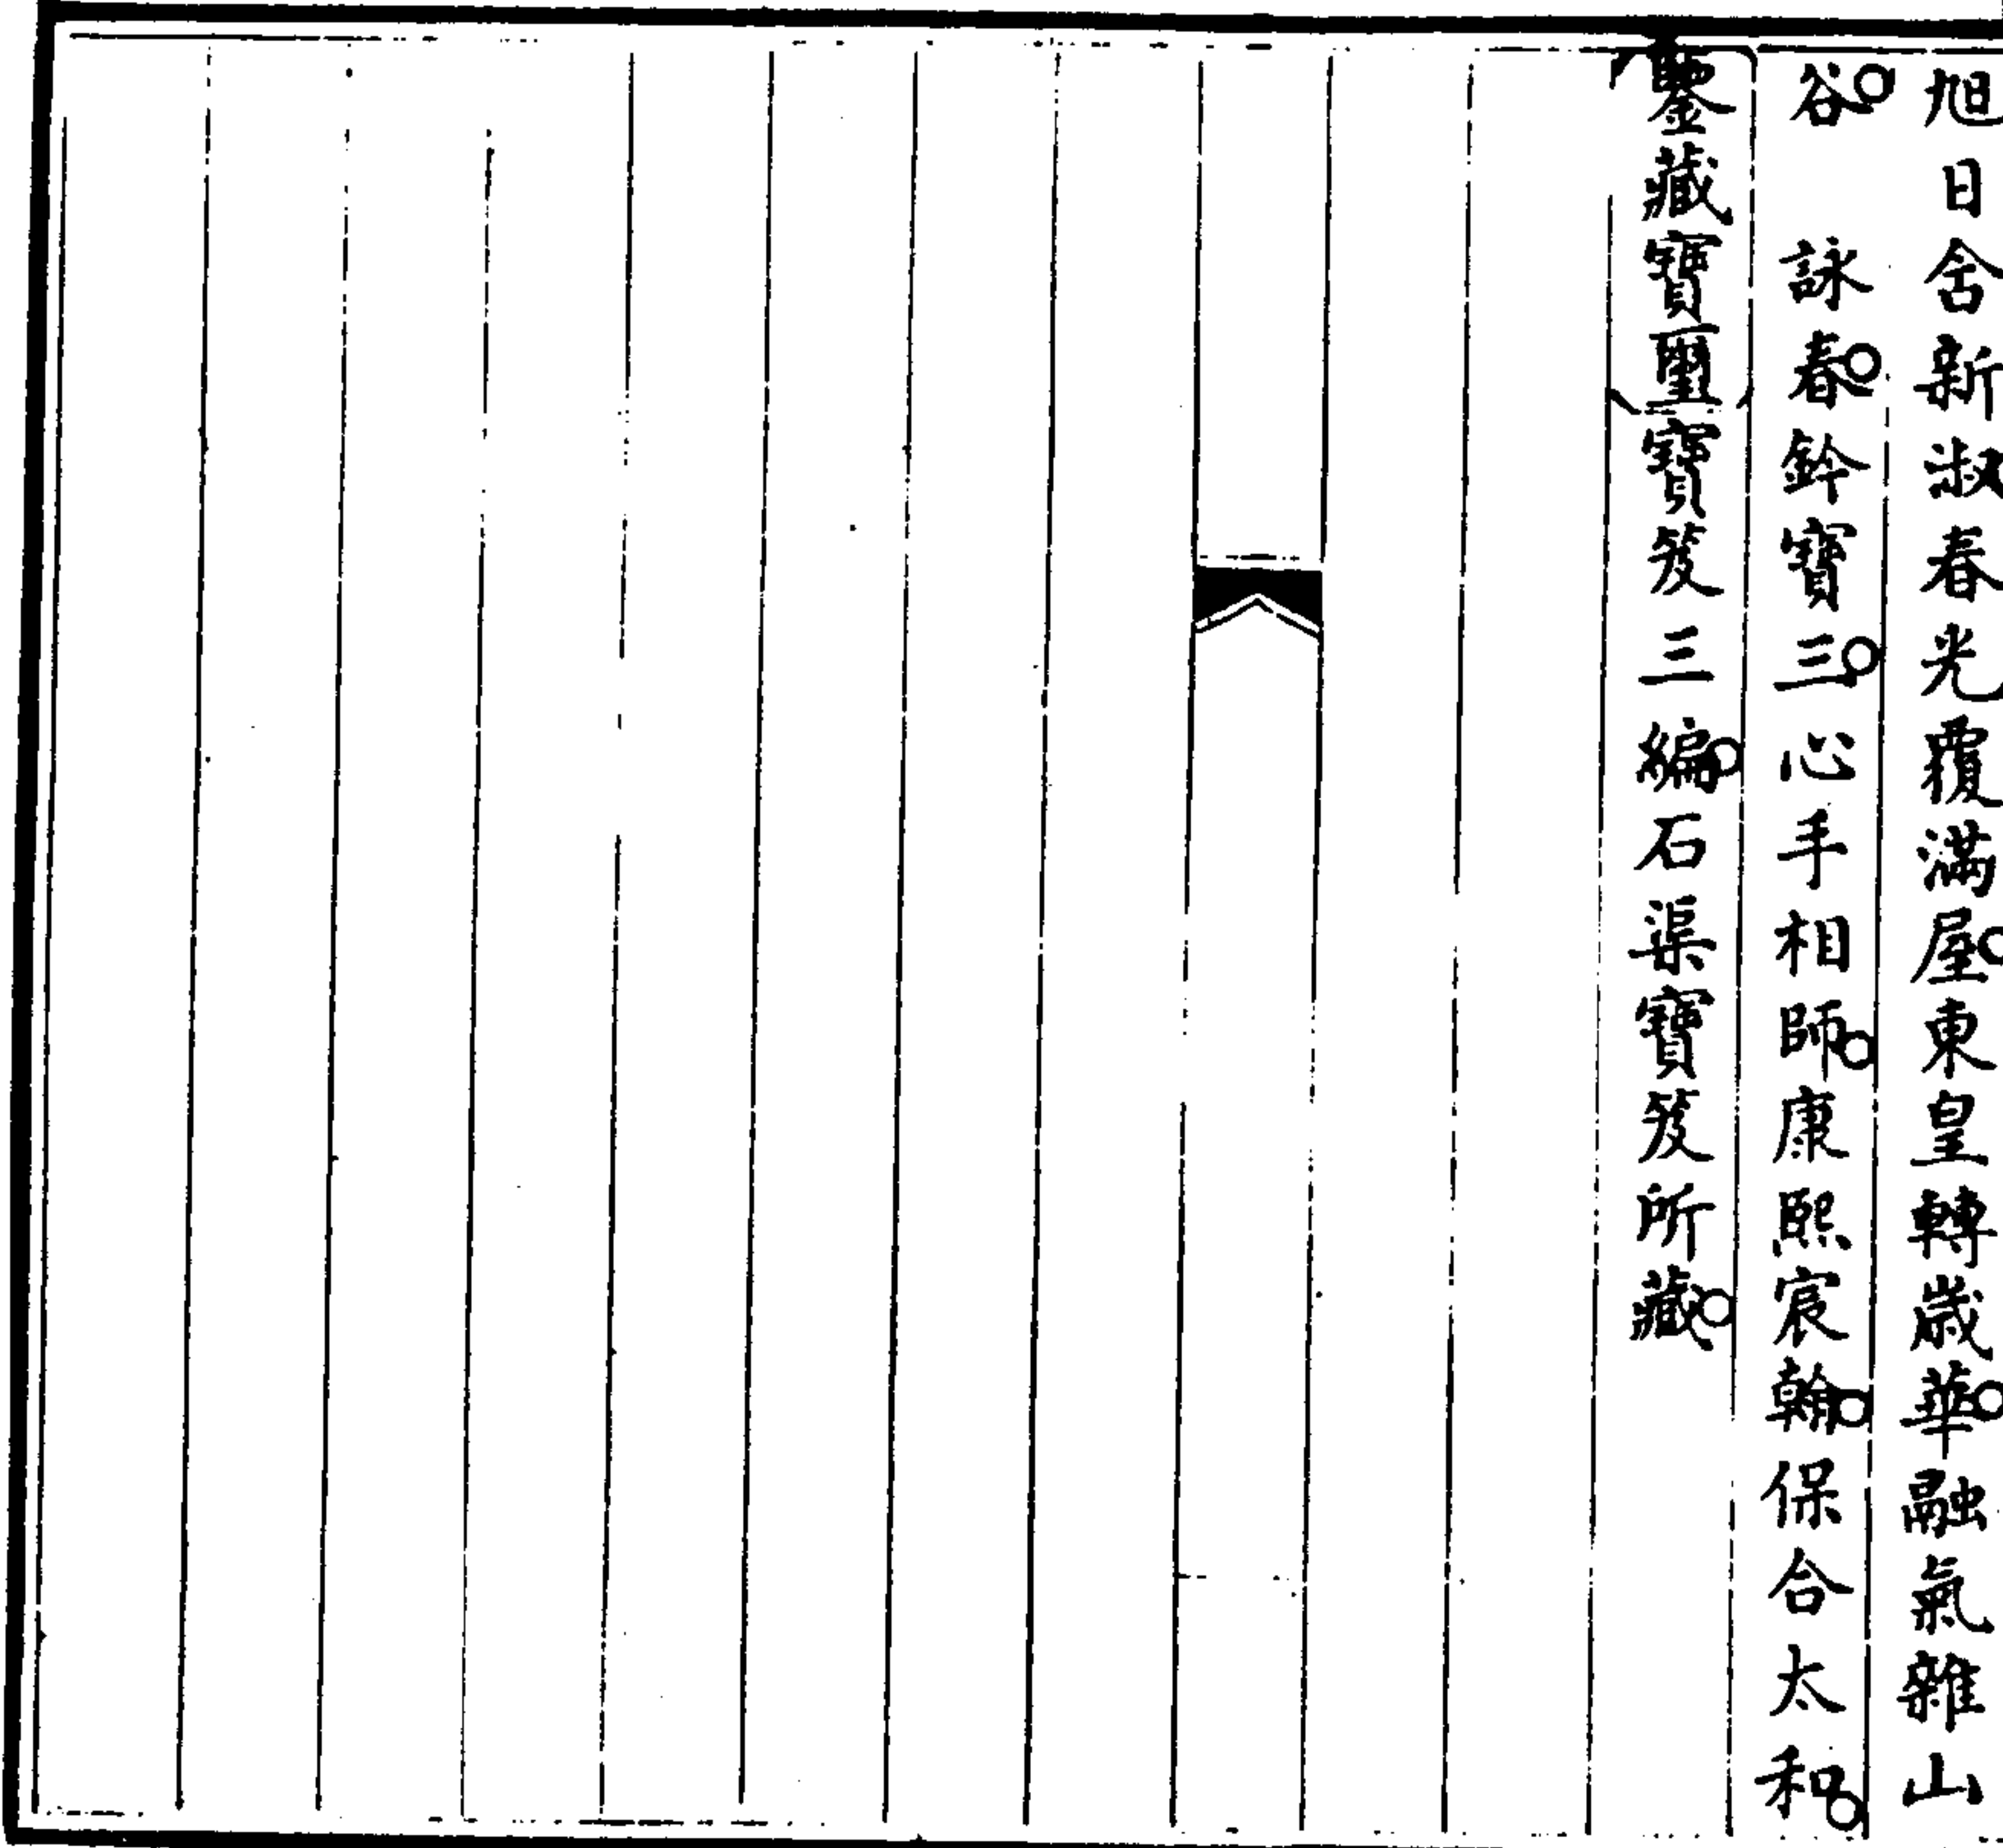 旭日含新淑春光覆滿屋東皇轉歲華融氣雜山
谷　詠春鈐寶三心手相師康熙宸翰保合太和
鑒藏寶璽寶笈三編石渠寶笈所藏